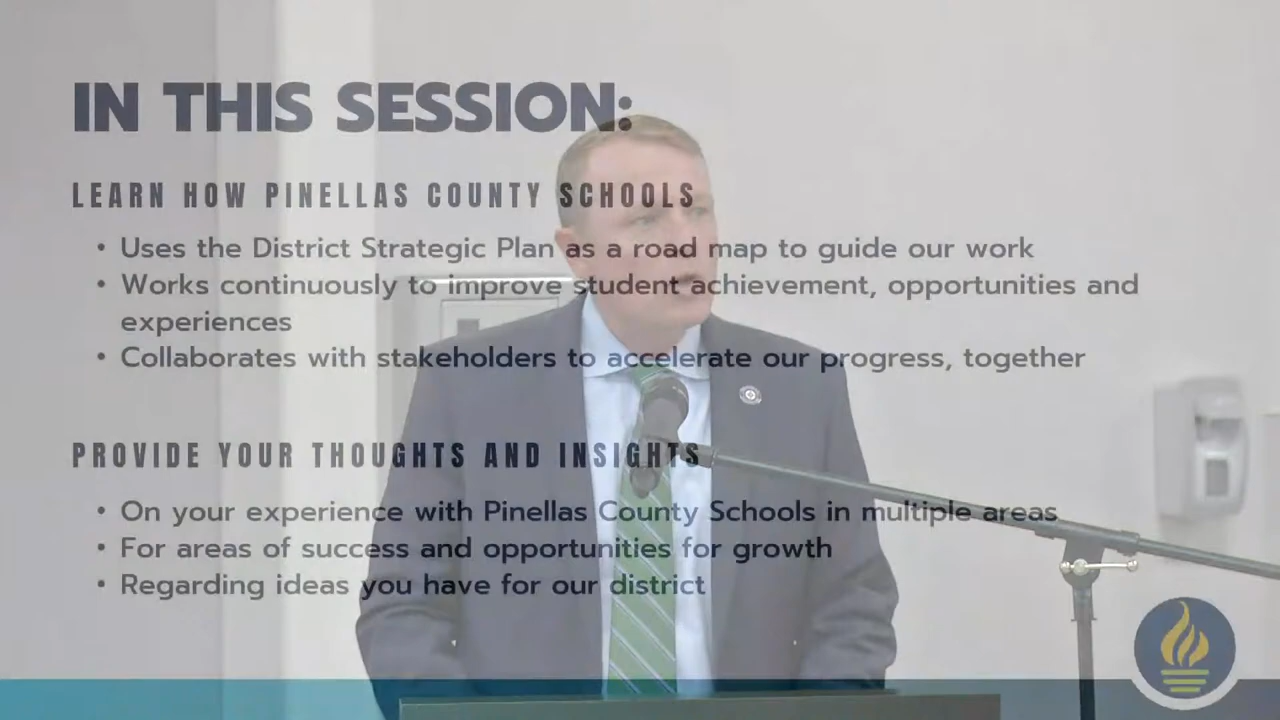 IN THIS SESSION:
LEARN HOW PINELLAS COUNTY SCHOOLS
• Uses the District Strategic Plan as a road map to guide our work
• Works continuously to improve student achievement, opportunities and
experiences
• Collaborates with stakeholders to accelerate our progress, together
PROVIDE YOUR THOUGHTS AND INSIGHTS
• On your experience with Pinellas County Schools in multiple areas
• For areas of success and opportunities for growth
• Regarding ideas you have for our district